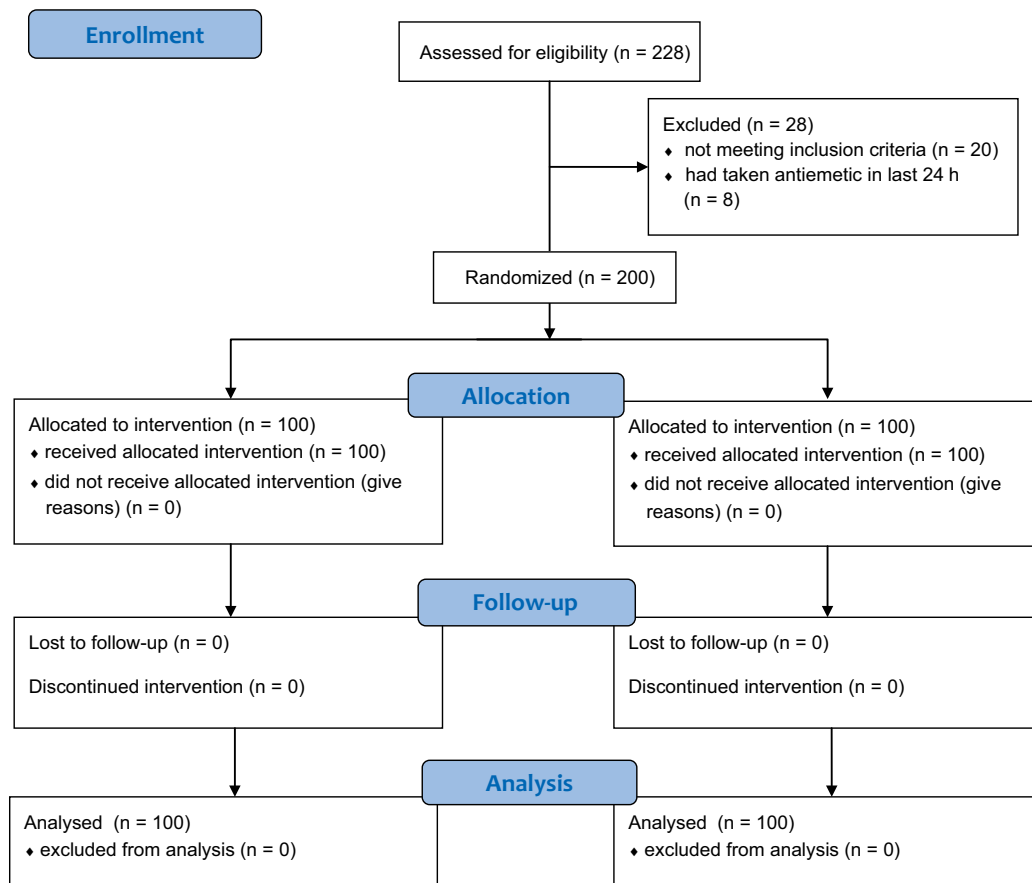 Enrollment
Assessed for eligibility (n = 228)
Excluded (n = 28)
♦ not meeting inclusion criteria (n = 20)
♦ had taken antiemetic in last 24 h
(n = 8)
Randomized (n = 200)
Allocation
Allocated to intervention (n = 100)
♦ received allocated intervention (n = 100)
♦ did not receive allocated intervention (give
reasons) (n = 0)
Allocated to intervention (n = 100)
♦ received allocated intervention (n = 100)
♦ did not receive allocated intervention (give
reasons) (n = 0)
Follow-up
Lost to follow-up (n = 0)
Discontinued intervention (n = 0)
Lost to follow-up (n = 0)
Discontinued intervention (n = 0)
Analysis
Analysed (n = 100)
♦ excluded from analysis (n = 0)
Analysed (n = 100)
♦ excluded from analysis (n = 0)